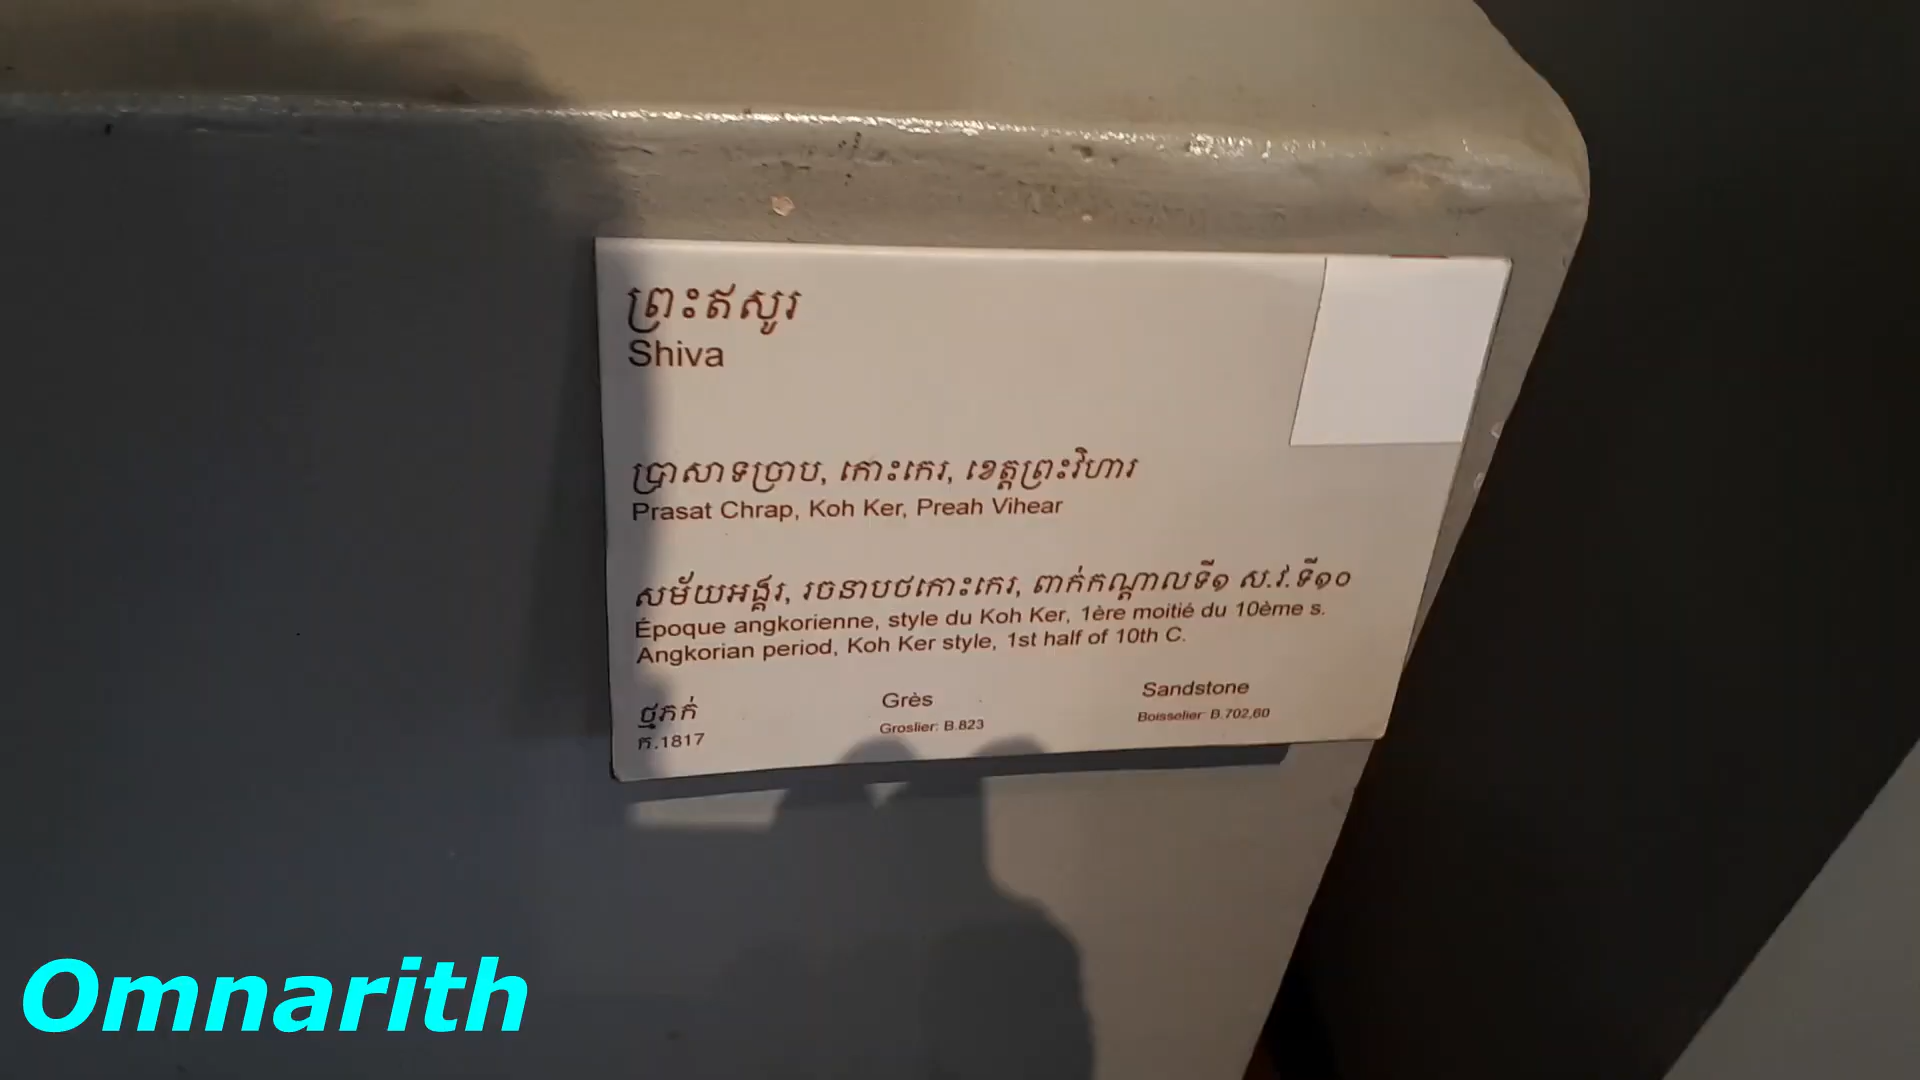 ព្រះឥសូរ
Shiva
ប្រាសាទច្រាប, កោះកេរ, ខេត្តព្រះវិហារ
Prasat Chrap, Koh Ker, Preah Vihear
សម័យអង្គរ, រចនាបថកោះកេរ, ពាក់កណ្តាលទី១ ស.វ.ទី១០
Époque angkorienne, style du Koh Ker, 1ère moitié du 10ème s.
Angkorian period, Koh Ker style, 1st half of 10th C.
ថ្មភក់ Grès Sandstone
ក.1817 Groslier: B.823 Boisselier: B.702,60
Omnarith